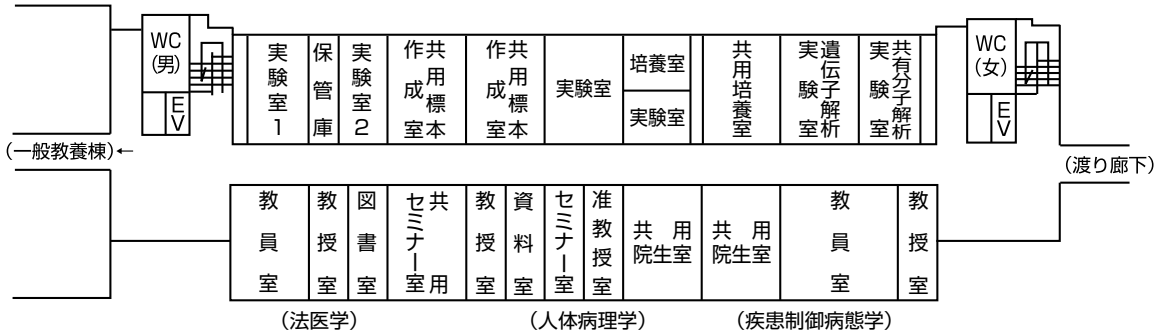 WC
(男)
EV
実験室1
保管庫
実験室2
共用標本
作成室
共用標本
作成室
実験室
培養室
実験室
共用培養室
遺伝子解析
実験室
共有分子解析
実験室
WC
(女)
EV
(一般教養棟)←
(渡り廊下)
教員室
教授室
図書室
共用
セミナー室
教授室
資料室
セミナー室
准教授室
共用
院生室
共用
院生室
教員室
教授室
(法医学)
(人体病理学)
(疾患制御病態学)